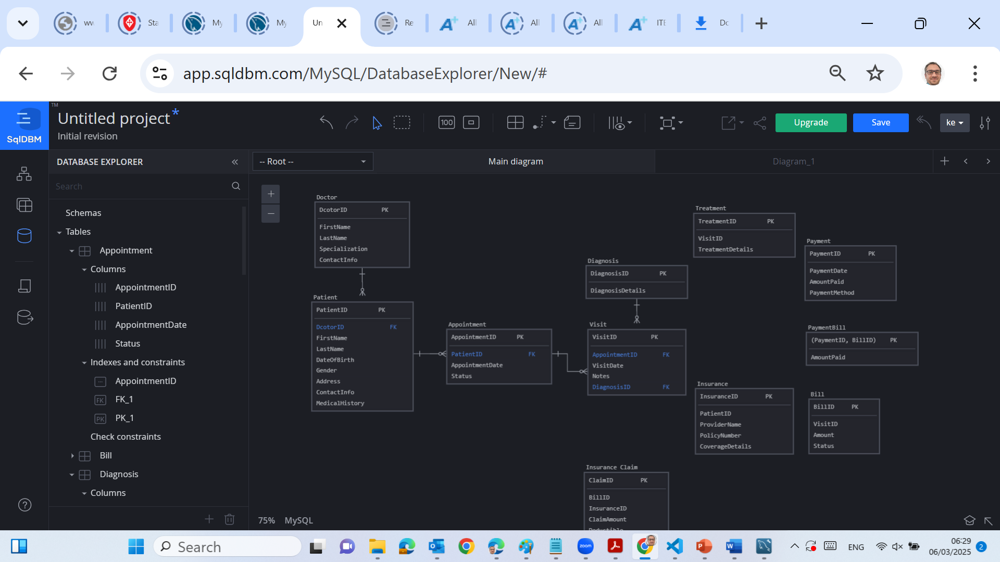 ww
Sta
My
My
Un
Re
All
All
All
ITE
Do
app.sqldbm.com/MySQL/DatabaseExplorer/New/#
SqlDBM
TM
Untitled project*
Initial revision
100
Upgrade
Save
ke
DATABASE EXPLORER
-- Root --
Main diagram
Diagram_1
Search
Schemas
Tables
Appointment
Columns
AppointmentID
PatientID
AppointmentDate
Status
Indexes and constraints
AppointmentID
FK FK_1
PK PK_1
Check constraints
Bill
Diagnosis
Columns
Doctor
DcotorID PK
FirstName
LastName
Specialization
ContactInfo
Patient
PatientID PK
DcotorID FK
FirstName
LastName
DateOfBirth
Gender
Address
ContactInfo
MedicalHistory
Appointment
AppointmentID PK
PatientID FK
AppointmentDate
Status
Diagnosis
DiagnosisID PK
DiagnosisDetails
Visit
VisitID PK
AppointmentID FK
VisitDate
Notes
DiagnosisID FK
Treatment
TreatmentID PK
VisitID
TreatmentDetails
Payment
PaymentID PK
PaymentDate
AmountPaid
PaymentMethod
PaymentBill
(PaymentID, BillID) PK
AmountPaid
Insurance
InsuranceID PK
PatientID
ProviderName
PolicyNumber
CoverageDetails
Bill
BillID PK
VisitID
Amount
Status
Insurance Claim
ClaimID PK
BillID
InsuranceID
ClaimAmount
Deductible
75% MySQL
Search
zoom
ENG
06:29
06/03/2025
2